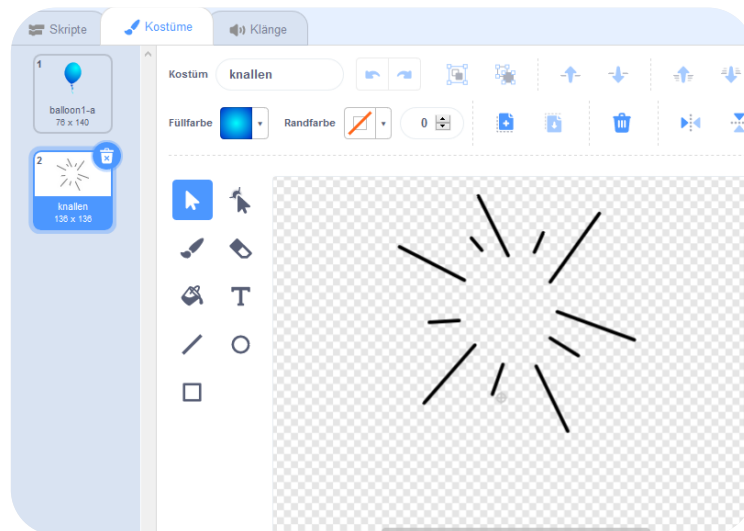 Skripte Kostüme Klänge
1
balloon1-a
76 x 140
2
knallen
136 x 136
Kostüm knallen
Füllfarbe Randfarbe 0
T